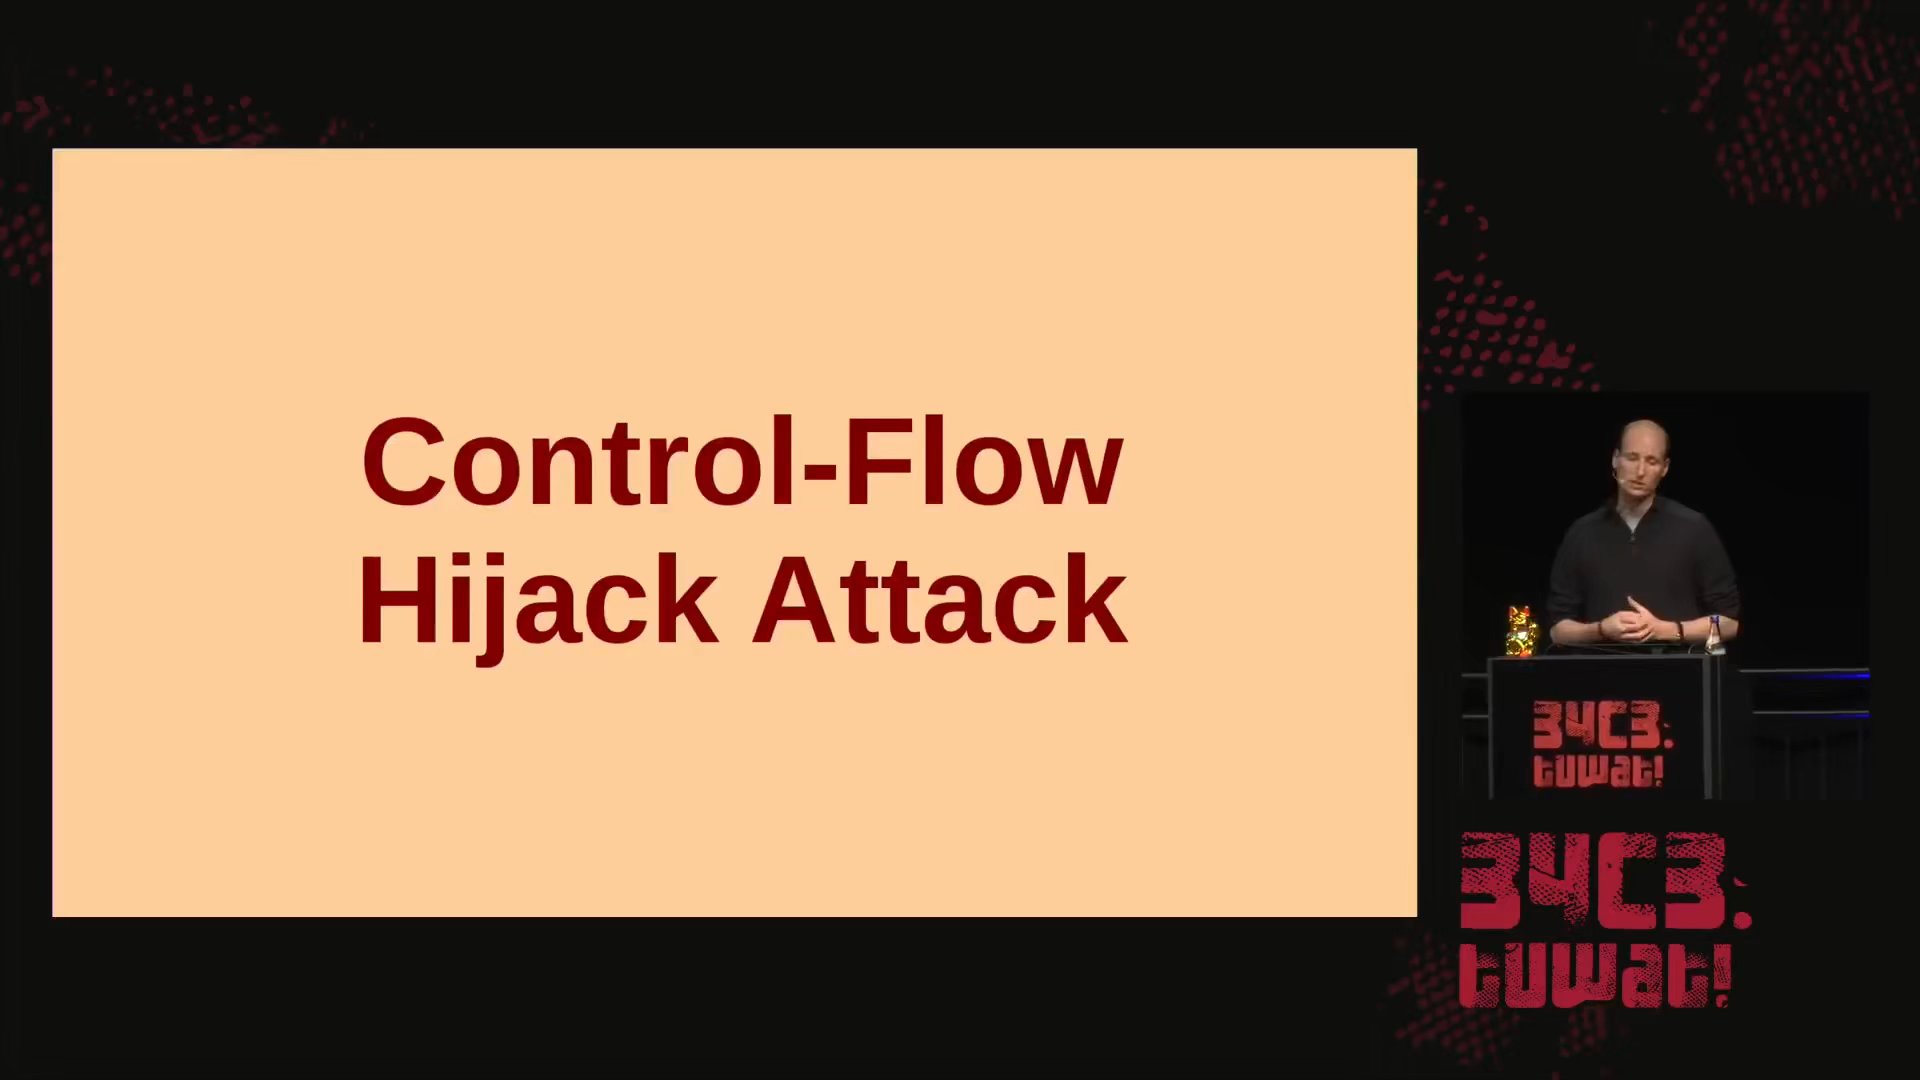 Control-Flow
Hijack Attack
34C3.
tuwat!
34C3.
tuwat!